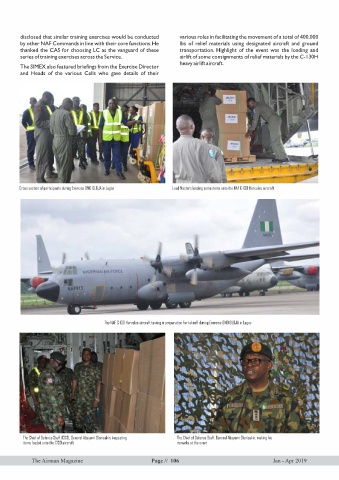 disclosed that similar training exercises would be conducted
by other NAF Commands in line with their core functions. He
thanked the CAS for choosing LC as the vanguard of these
series of training exercises across the Service.
The SIMEX also featured briefings from the Exercise Director
and Heads of the various Cells who gave details of their
various roles in facilitating the movement of a total of 400,000
lbs of relief materials using designated aircraft and ground
transportation. Highlight of the event was the loading and
airlift of some consignments of relief materials by the C-130H
heavy airlift aircraft.
Cross section of participants during Exercise in Lagos
Load Masters loading some items onto the NAF C-130 Hercules aircraft
NIGERIAN AIR FORCE
The NAF C-130 Hercules aircraft taxiing in preparation for takeoff during Exercise in Lagos
The Chief of Defence Staff (CDS), General Abayomi Olonisakin, inspecting
items loaded onto the C130 aircraft
The Chief of Defence Staff, General Abayomi Olonisakin, making his
remarks at the event
The Airman Magazine Page // 106 Jan - Apr 2019